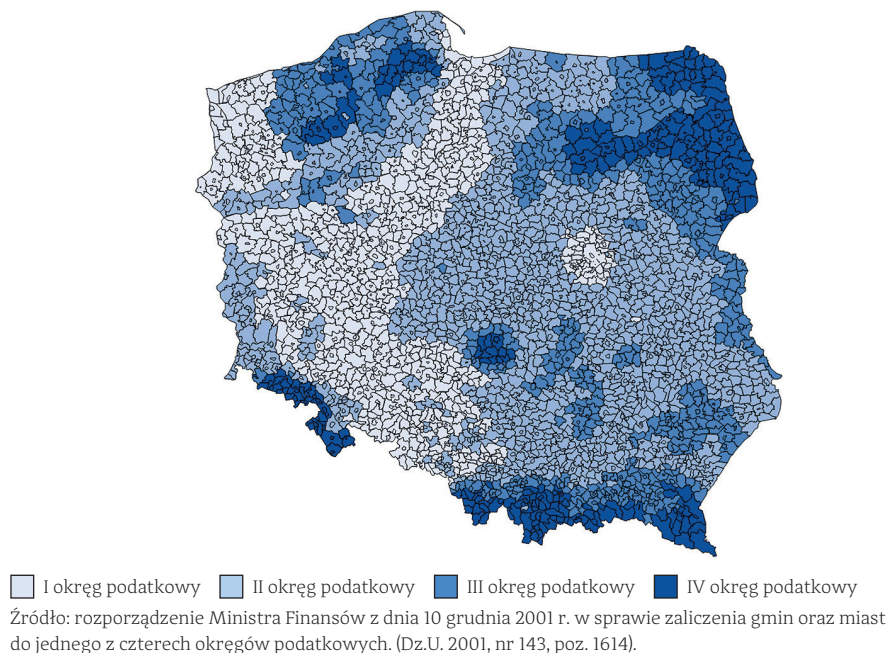 I okręg podatkowy II okręg podatkowy III okręg podatkowy IV okręg podatkowy
Źródło: rozporządzenie Ministra Finansów z dnia 10 grudnia 2001 r. w sprawie zaliczenia gmin oraz miast
do jednego z czterech okręgów podatkowych. (Dz.U. 2001, nr 143, poz. 1614).